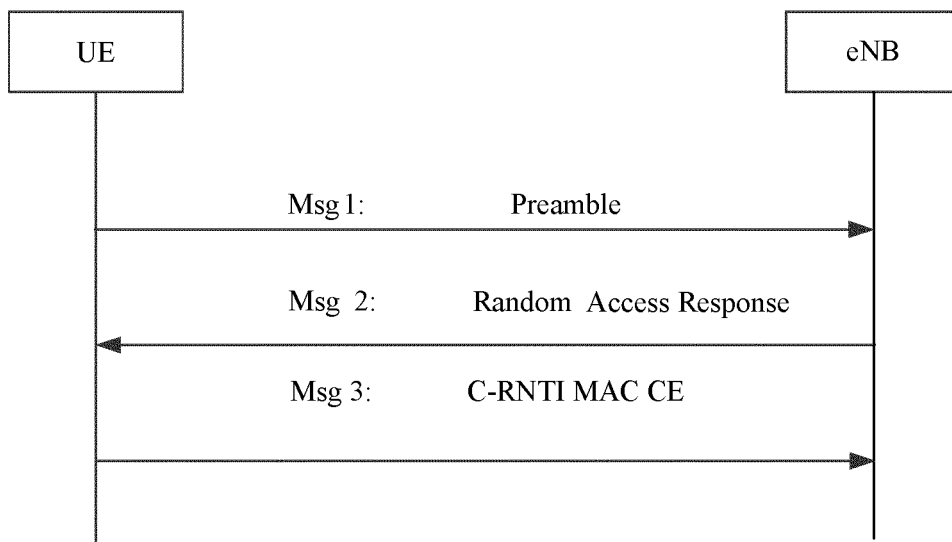 UE
eNB
Msg 1: Preamble
Msg 2: Random Access Response
Msg 3: C-RNTI MAC CE